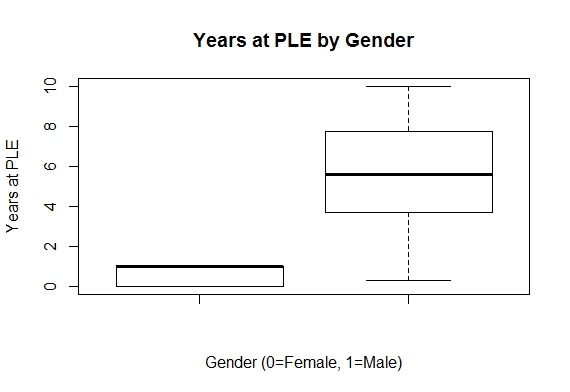 Years at PLE by Gender
10
8
6
4
2
0
Years at PLE
Gender (0=Female, 1=Male)